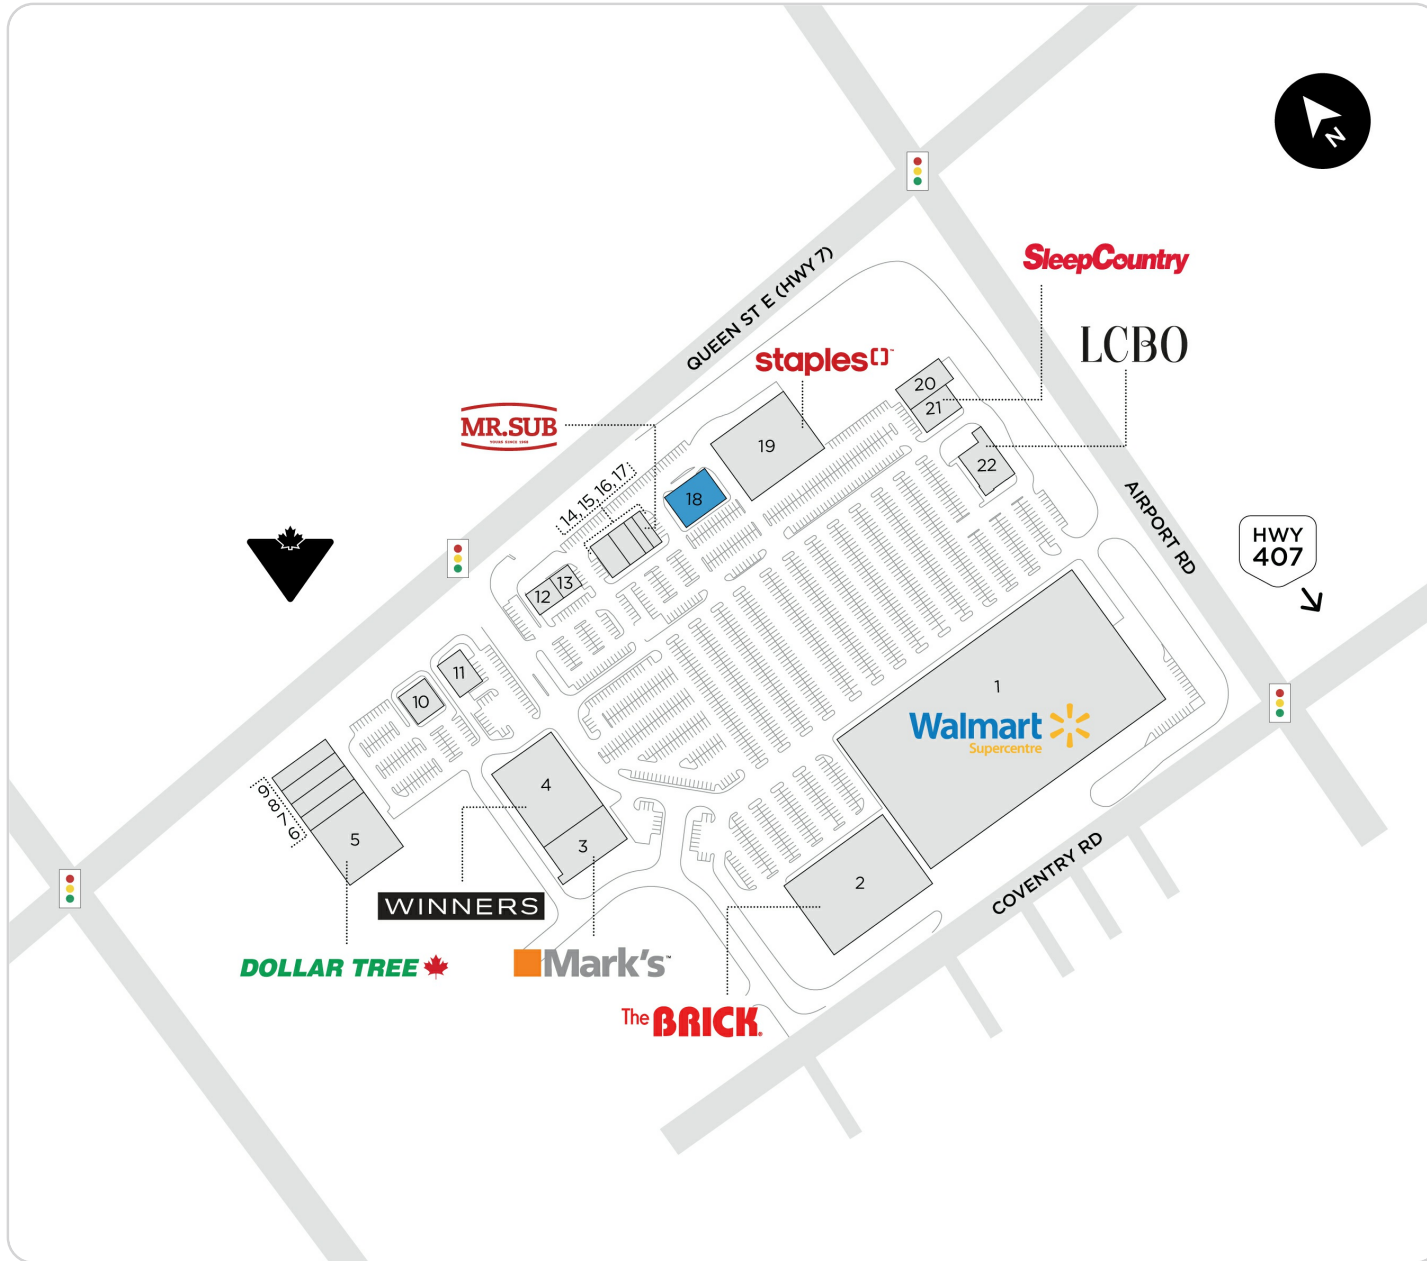 N
QUEEN ST E (HWY 7)
SleepCountry
LCBO
staples
MR.SUB
20
21
19
22
14, 15, 16, 17
18
AIRPORT RD
HWY
407
13
12
11
10
1
Walmart
Supercentre
9
8
7
6
5
4
3
2
COVENTRY RD
WINNERS
DOLLAR TREE
Mark's™
The BRICK